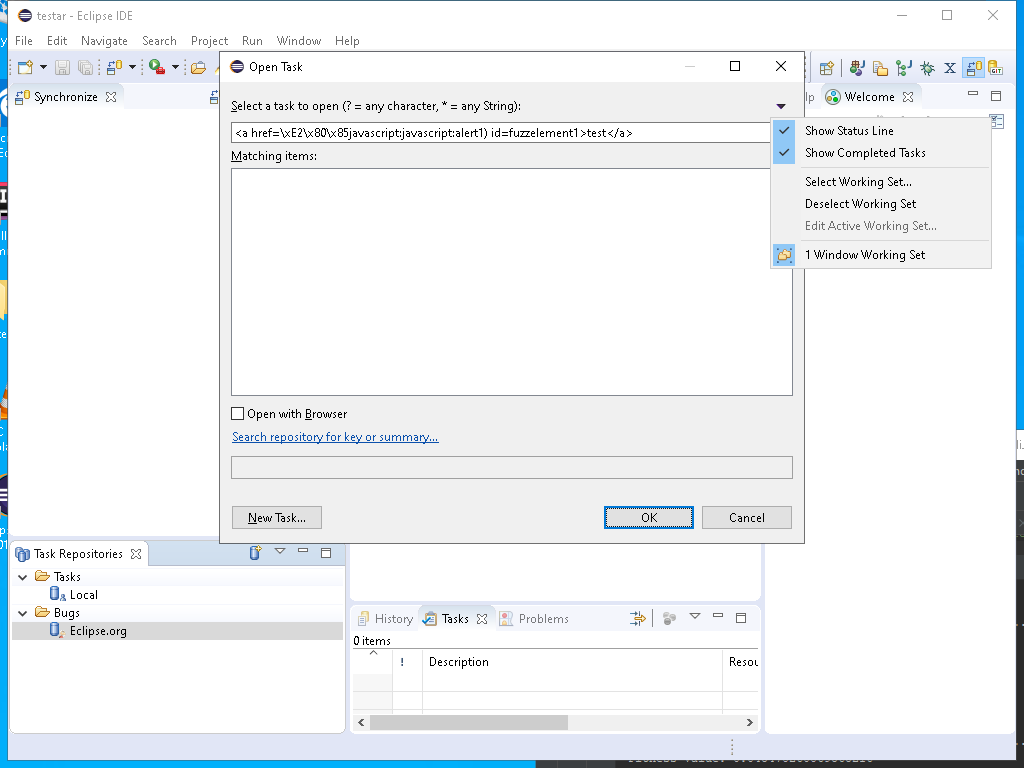 testar - Eclipse IDE
File Edit Navigate Search Project Run Window Help
Open Task
Synchronize
Welcome
Select a task to open (? = any character, * = any String):
<a href=\xE2\x80\x85javascript:javascript:alert1) id=fuzzelement1>test</a>
Matching items:
Show Status Line
Show Completed Tasks
Select Working Set...
Deselect Working Set
Edit Active Working Set...
1 Window Working Set
Open with Browser
Search repository for key or summary...
New Task...
OK
Cancel
Task Repositories
Tasks
Local
Bugs
Eclipse.org
History
Tasks
Problems
0 items
! Description